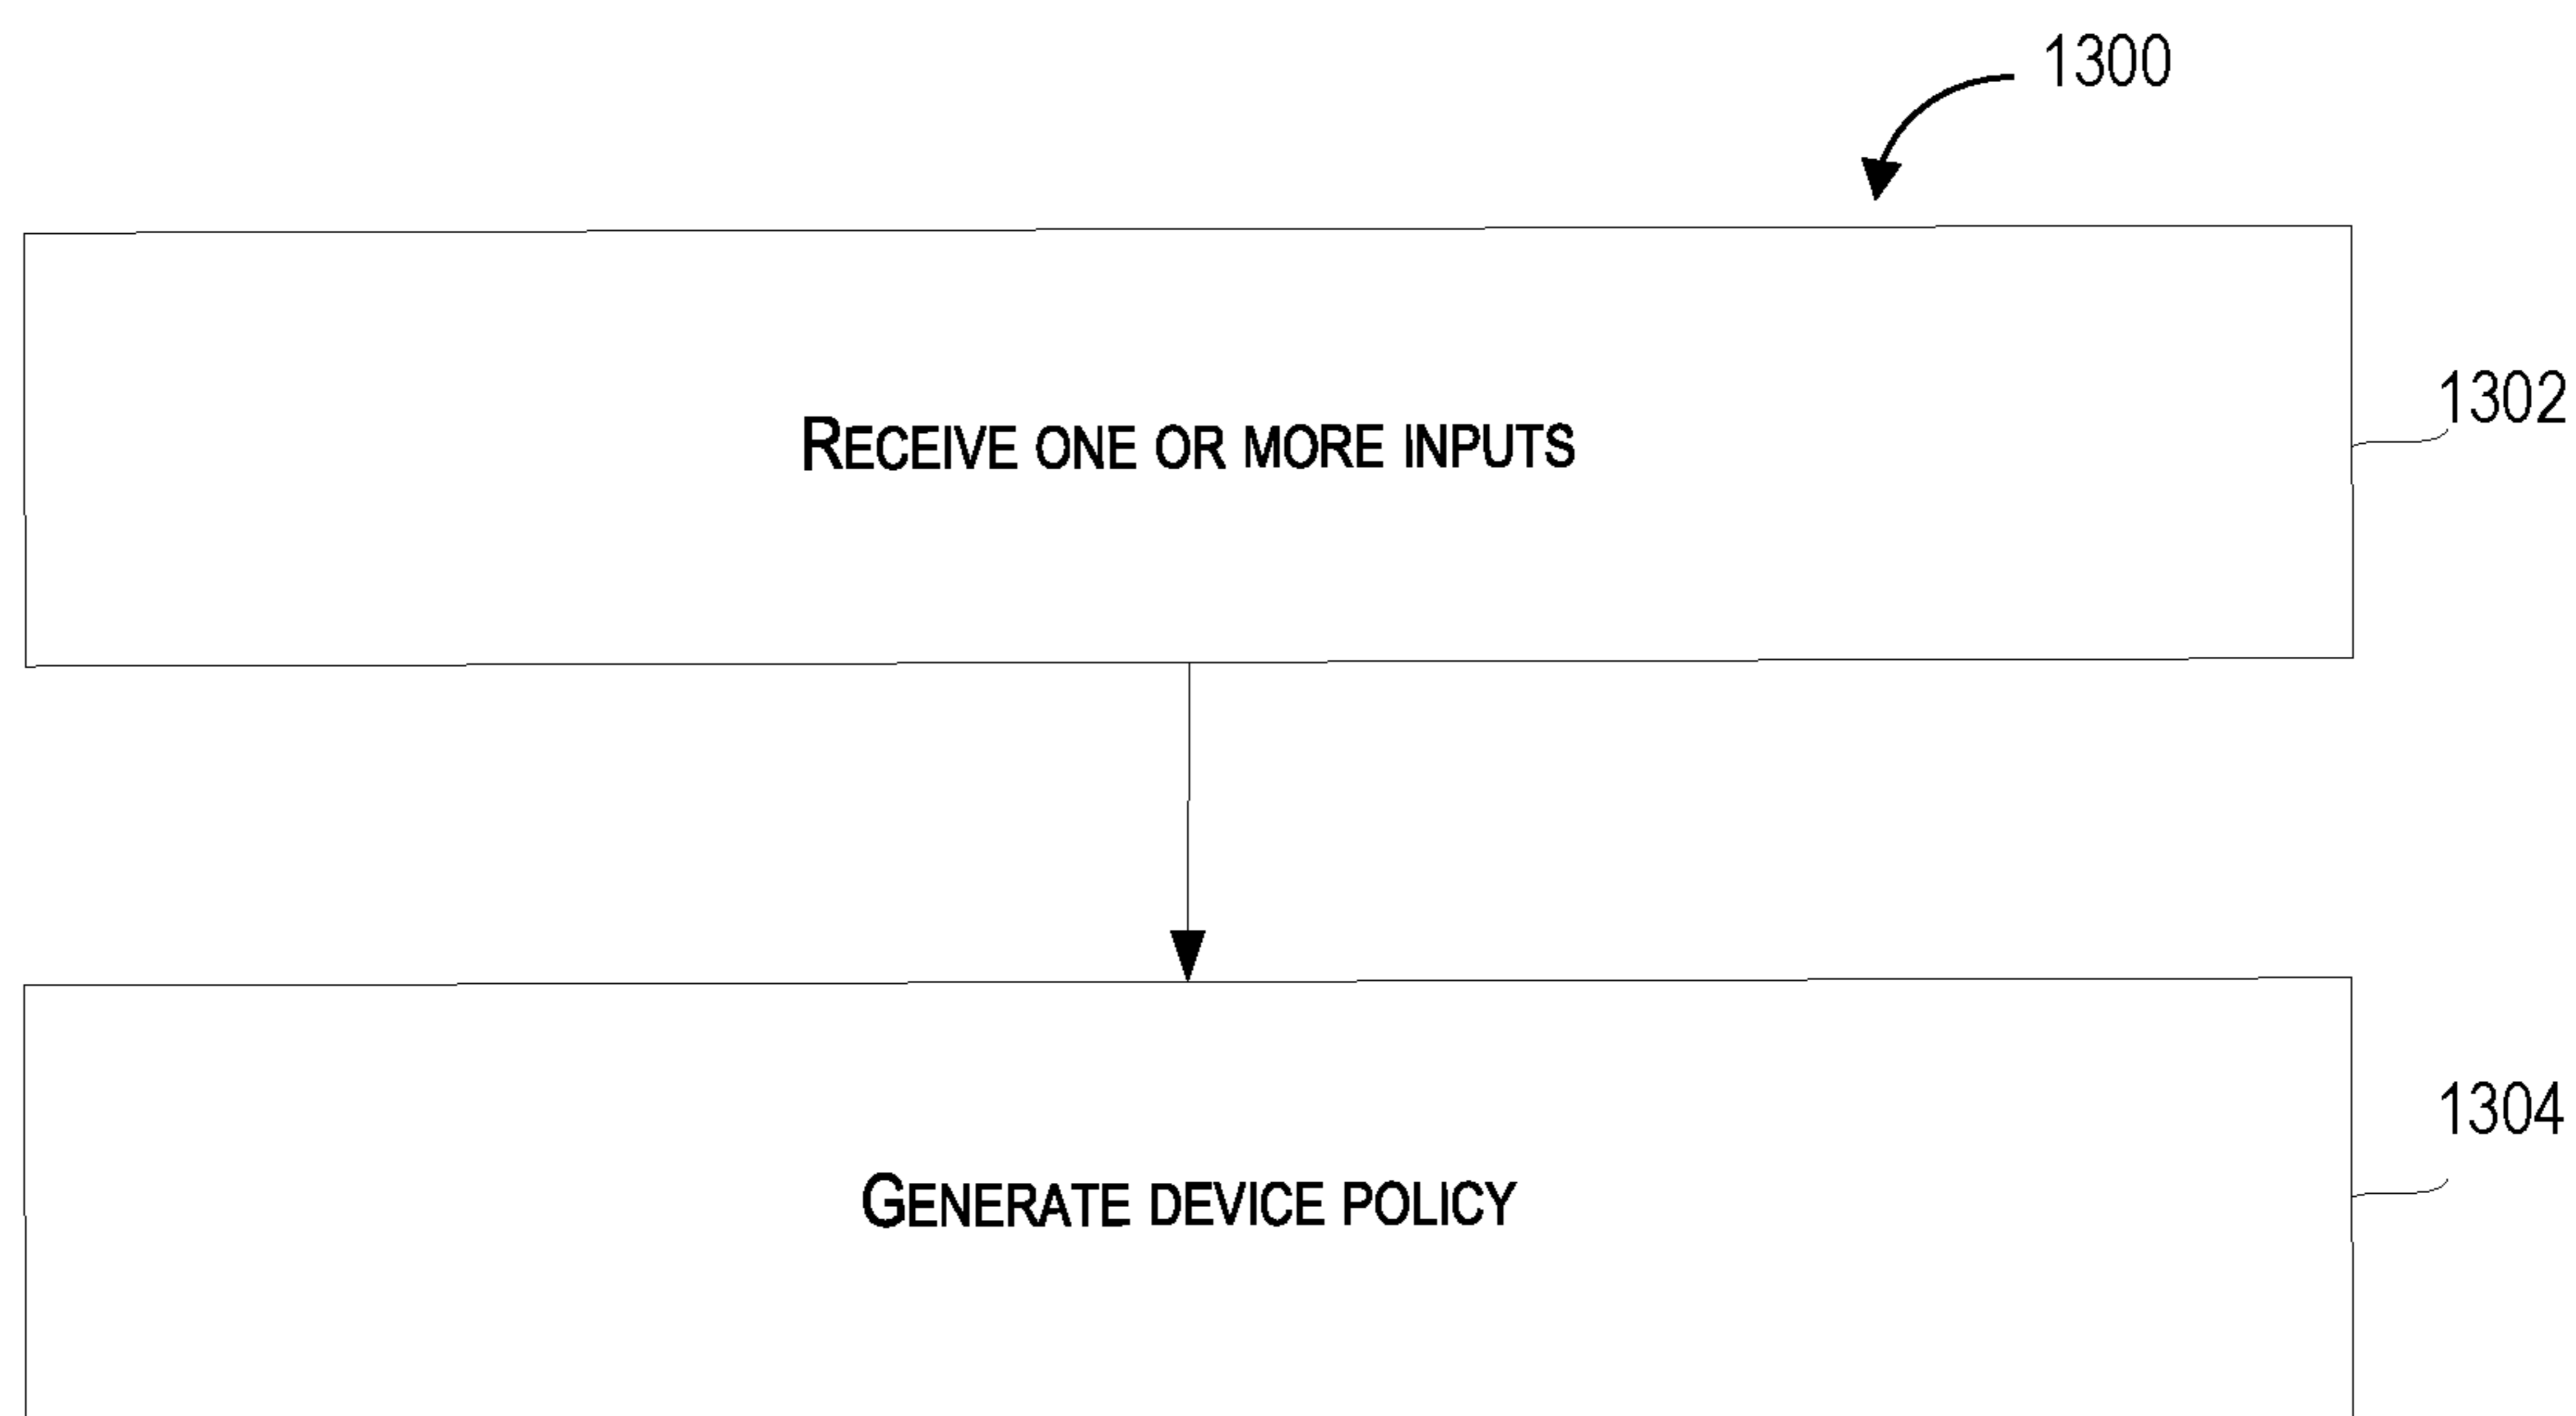 1300
RECEIVE ONE OR MORE INPUTS
1302
GENERATE DEVICE POLICY
1304